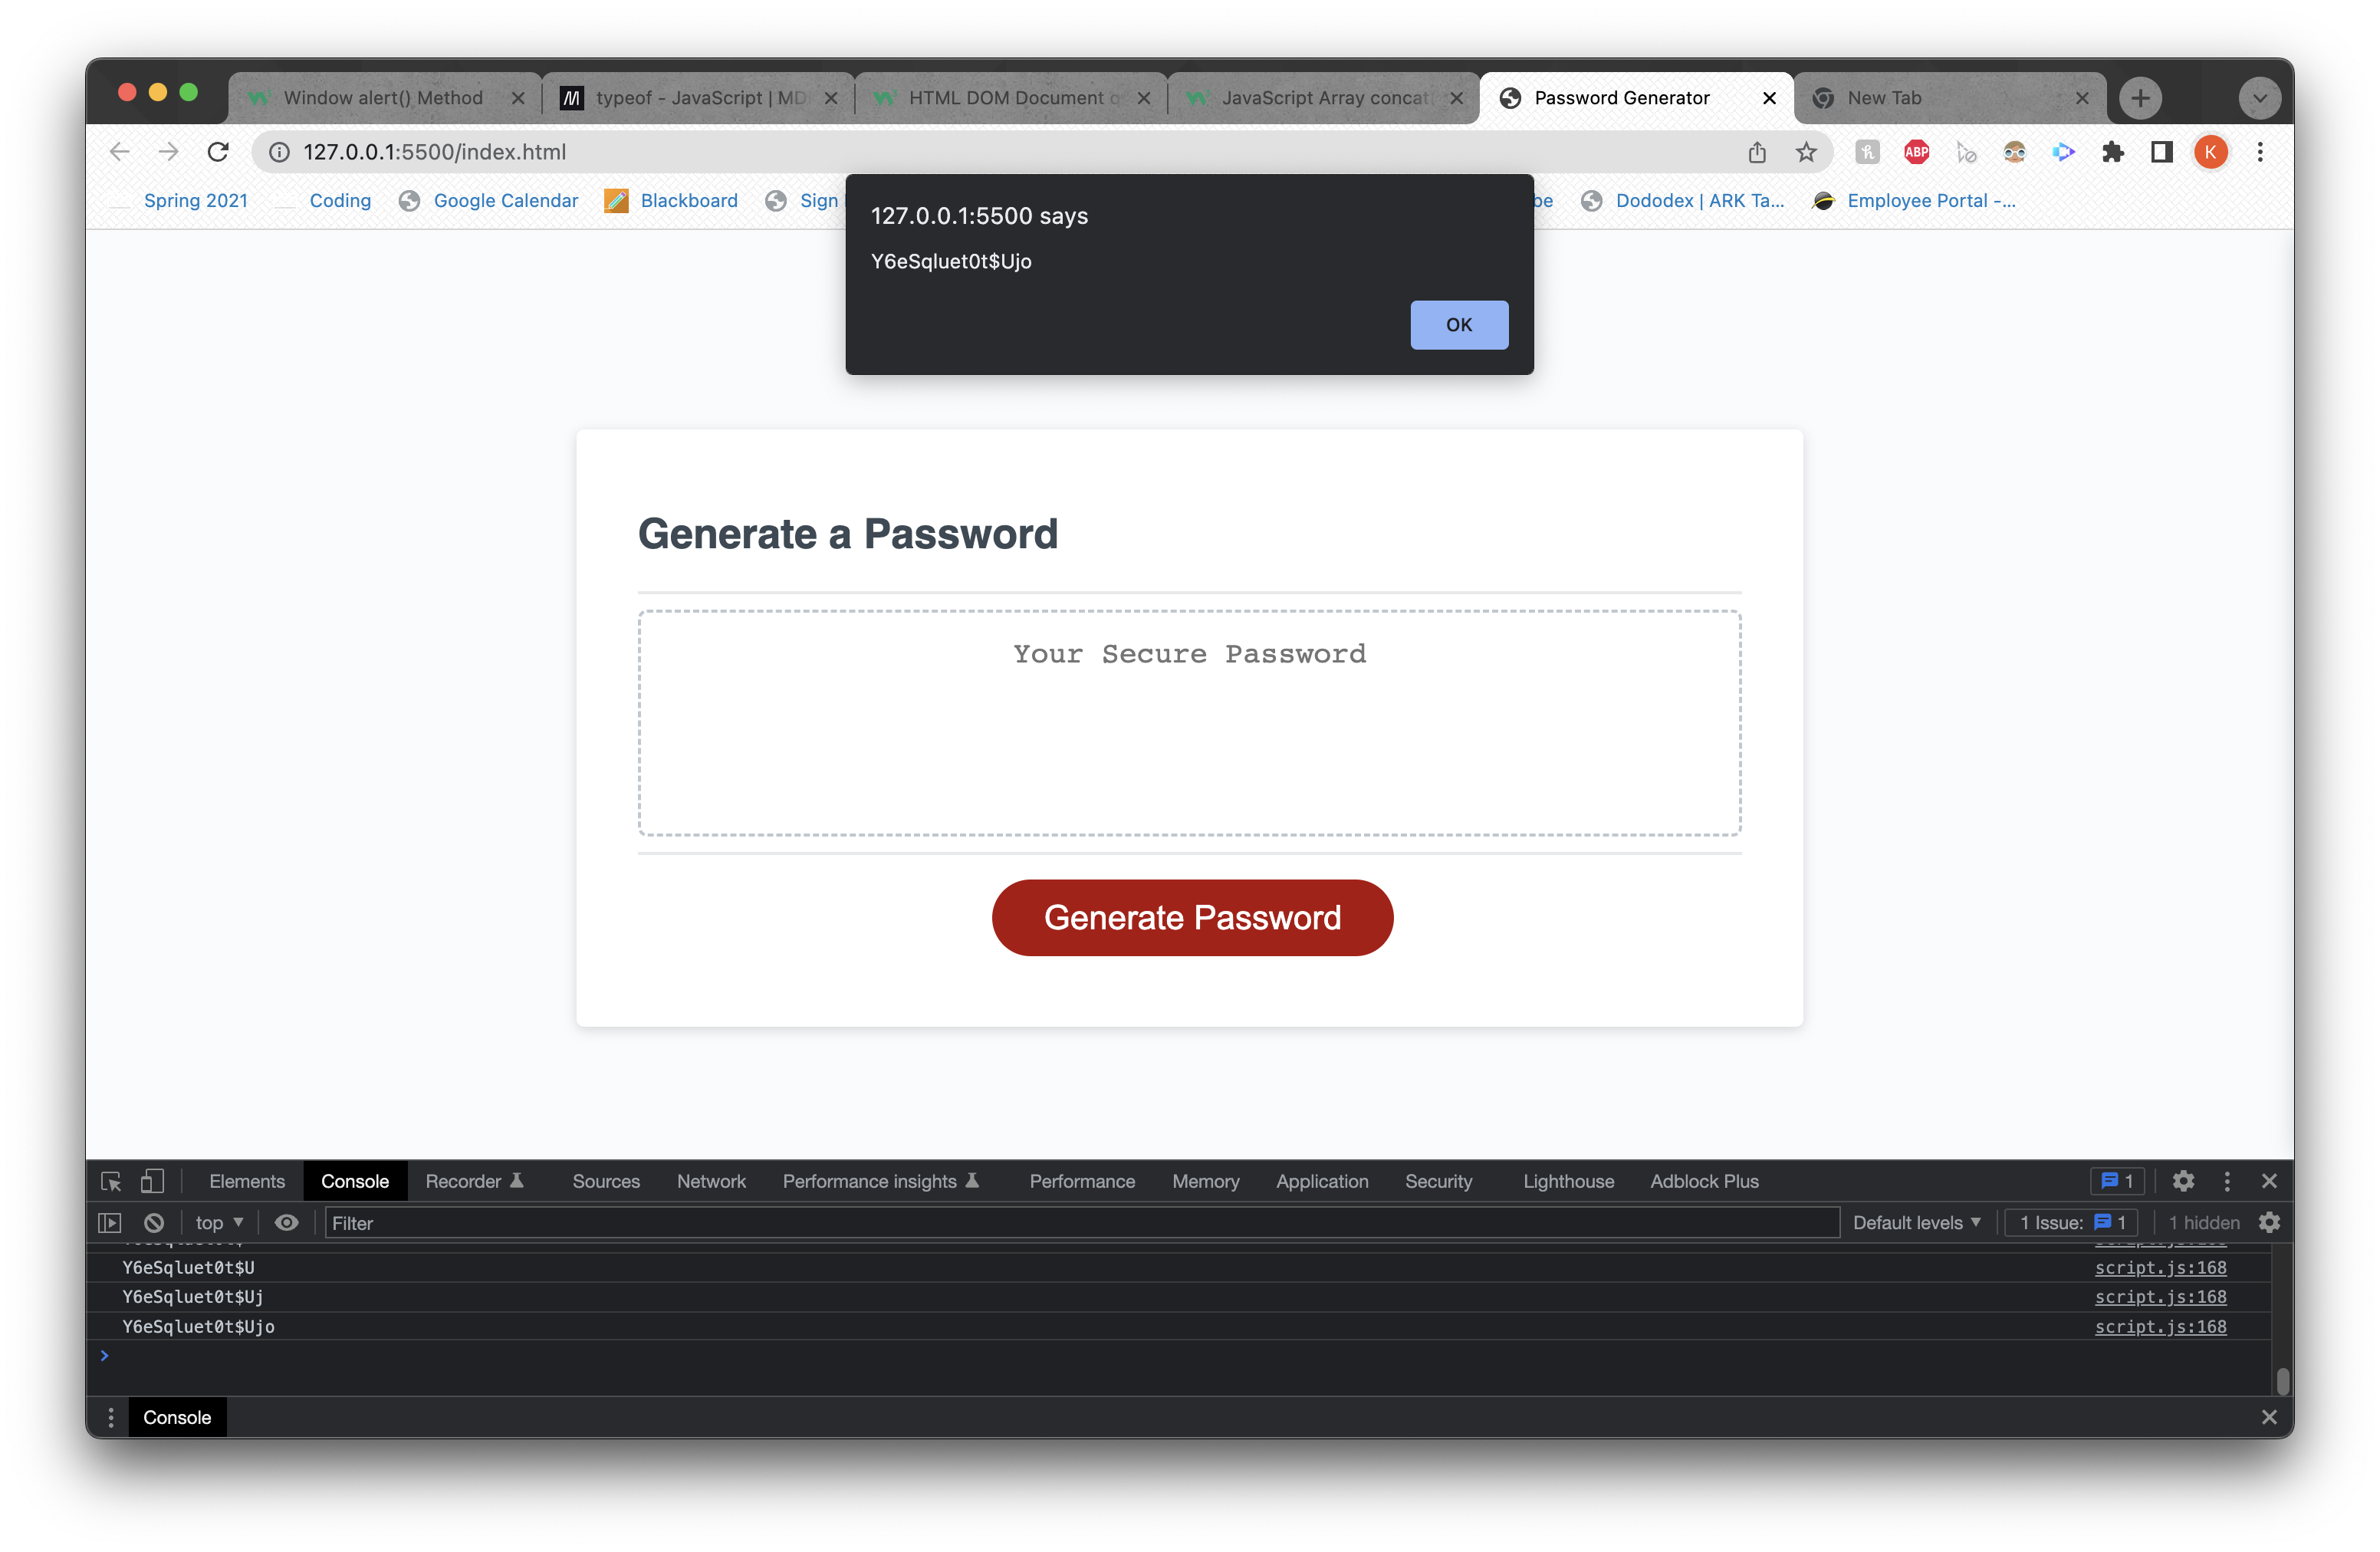 Window alert() Method
typeof - JavaScript | MD
HTML DOM Document q
JavaScript Array concat(
Password Generator
New Tab
127.0.0.1:5500/index.html
ABP
K
Spring 2021
Coding
Google Calendar
Blackboard
Sign
be
Dododex | ARK Ta...
Employee Portal -...
127.0.0.1:5500 says
Y6eSqluet0t$Ujo
OK
Generate a Password
Your Secure Password
Generate Password
Elements
Console
Recorder
Sources
Network
Performance insights
Performance
Memory
Application
Security
Lighthouse
Adblock Plus
1
top
Filter
Default levels
1 Issue: 1
1 hidden
Y6eSqluet0t$U script.js:168
Y6eSqluet0t$Uj script.js:168
Y6eSqluet0t$Ujo script.js:168
Console